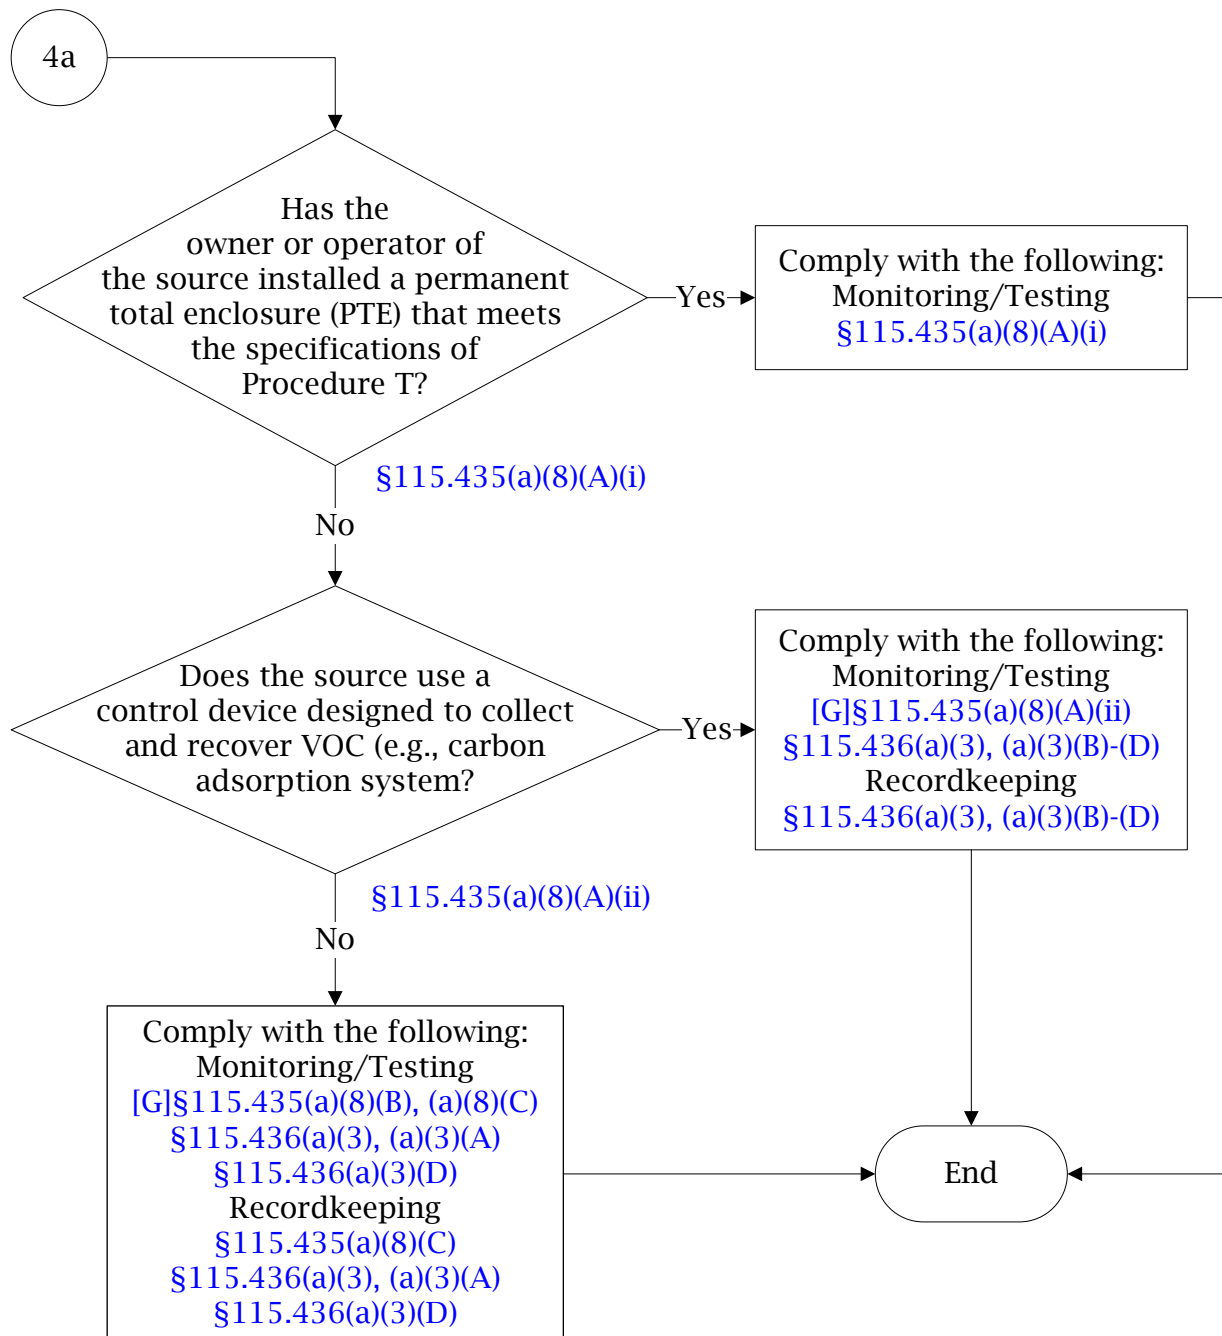 4a
Has the
owner or operator of
the source installed a permanent
total enclosure (PTE) that meets
the specifications of
Procedure T?
Yes
Comply with the following:
Monitoring/Testing
§115.435(a)(8)(A)(i)
§115.435(a)(8)(A)(i)
No
Does the source use a
control device designed to collect
and recover VOC (e.g., carbon
adsorption system?
Yes
Comply with the following:
Monitoring/Testing
[G]§115.435(a)(8)(A)(ii)
§115.436(a)(3), (a)(3)(B)-(D)
Recordkeeping
§115.436(a)(3), (a)(3)(B)-(D)
§115.435(a)(8)(A)(ii)
No
Comply with the following:
Monitoring/Testing
[G]§115.435(a)(8)(B), (a)(8)(C)
§115.436(a)(3), (a)(3)(A)
§115.436(a)(3)(D)
Recordkeeping
§115.435(a)(8)(C)
§115.436(a)(3), (a)(3)(A)
§115.436(a)(3)(D)
End